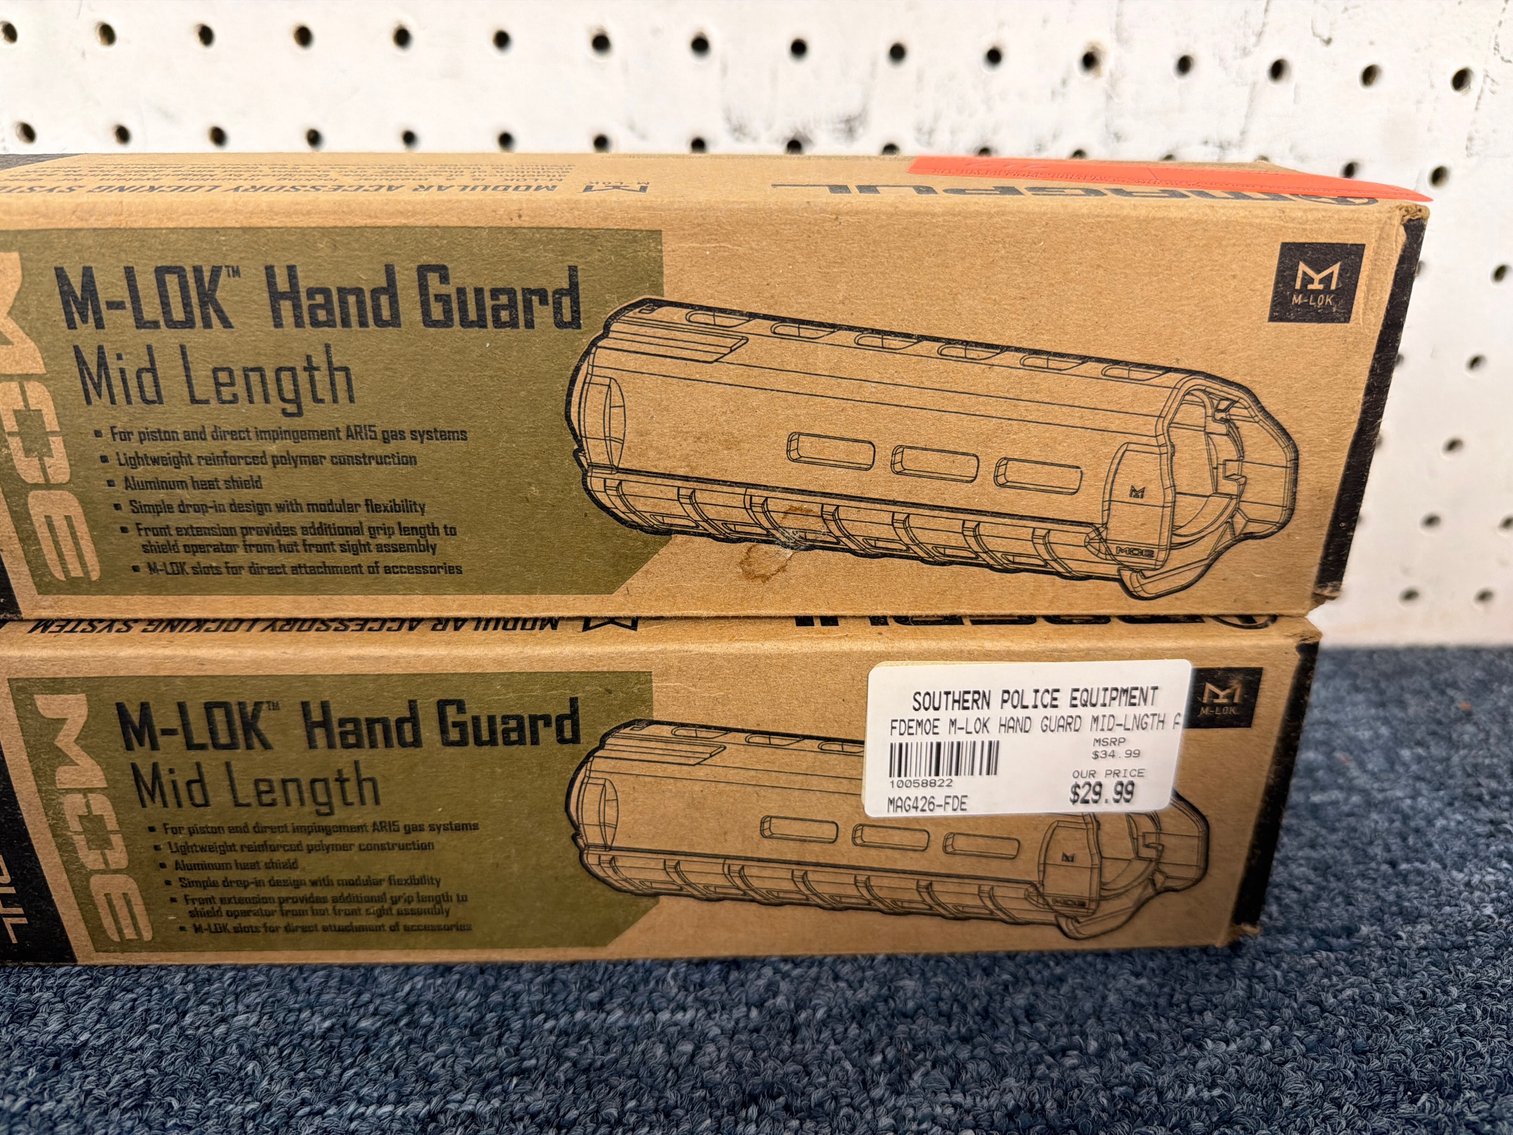 MODULAR ACCESSORY LOCKING SYSTEM
M-LOK
MAGPUL
MOE
M-LOK™ Hand Guard
Mid Length
▪ For piston and direct impingement AR15 gas systems
▪ Lightweight reinforced polymer construction
▪ Aluminum heat shield
▪ Simple drop-in design with modular flexibility
▪ Front extension provides additional grip length to
shield operator from hot front sight assembly
▪ M-LOK slots for direct attachment of accessories
M-LOK
MOE
MODULAR ACCESSORY LOCKING SYSTEM
MAGPUL
MOE
M-LOK™ Hand Guard
Mid Length
▪ For piston and direct impingement AR15 gas systems
▪ Lightweight reinforced polymer construction
▪ Aluminum heat shield
▪ Simple drop-in design with modular flexibility
▪ Front extension provides additional grip length to
shield operator from hot front sight assembly
▪ M-LOK slots for direct attachment of accessories
M-LOK
MOE
SOUTHERN POLICE EQUIPMENT
FDEMOE M-LOK HAND GUARD MID-LNGTH A
MSRP
$34.99
10058822
OUR PRICE
MAG426-FDE
$29.99